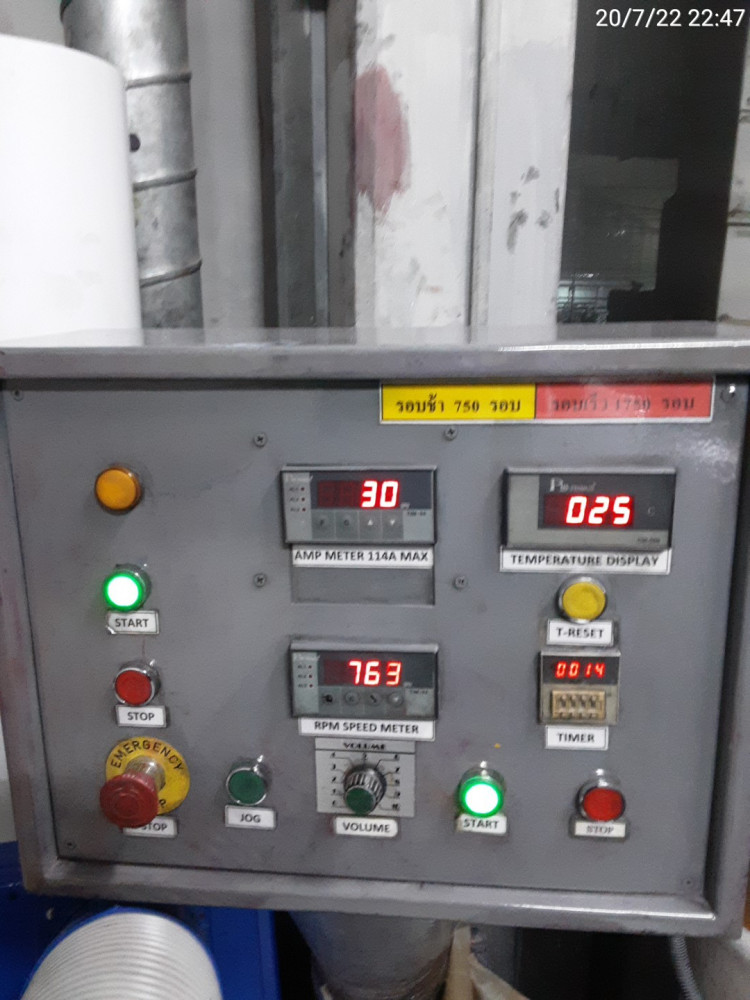 20/7/22 22:47
รอบช้า 750 รอบ
รอบเร็ว 1750 รอบ
30
AMP METER 114A MAX
Primus
025
C
TEMPERATURE DISPLAY
START
T-RESET
763
RPM SPEED METER
0014
TIMER
STOP
EMERGENCY
STOP
JOG
VOLUME
VOLUME
START
STOP